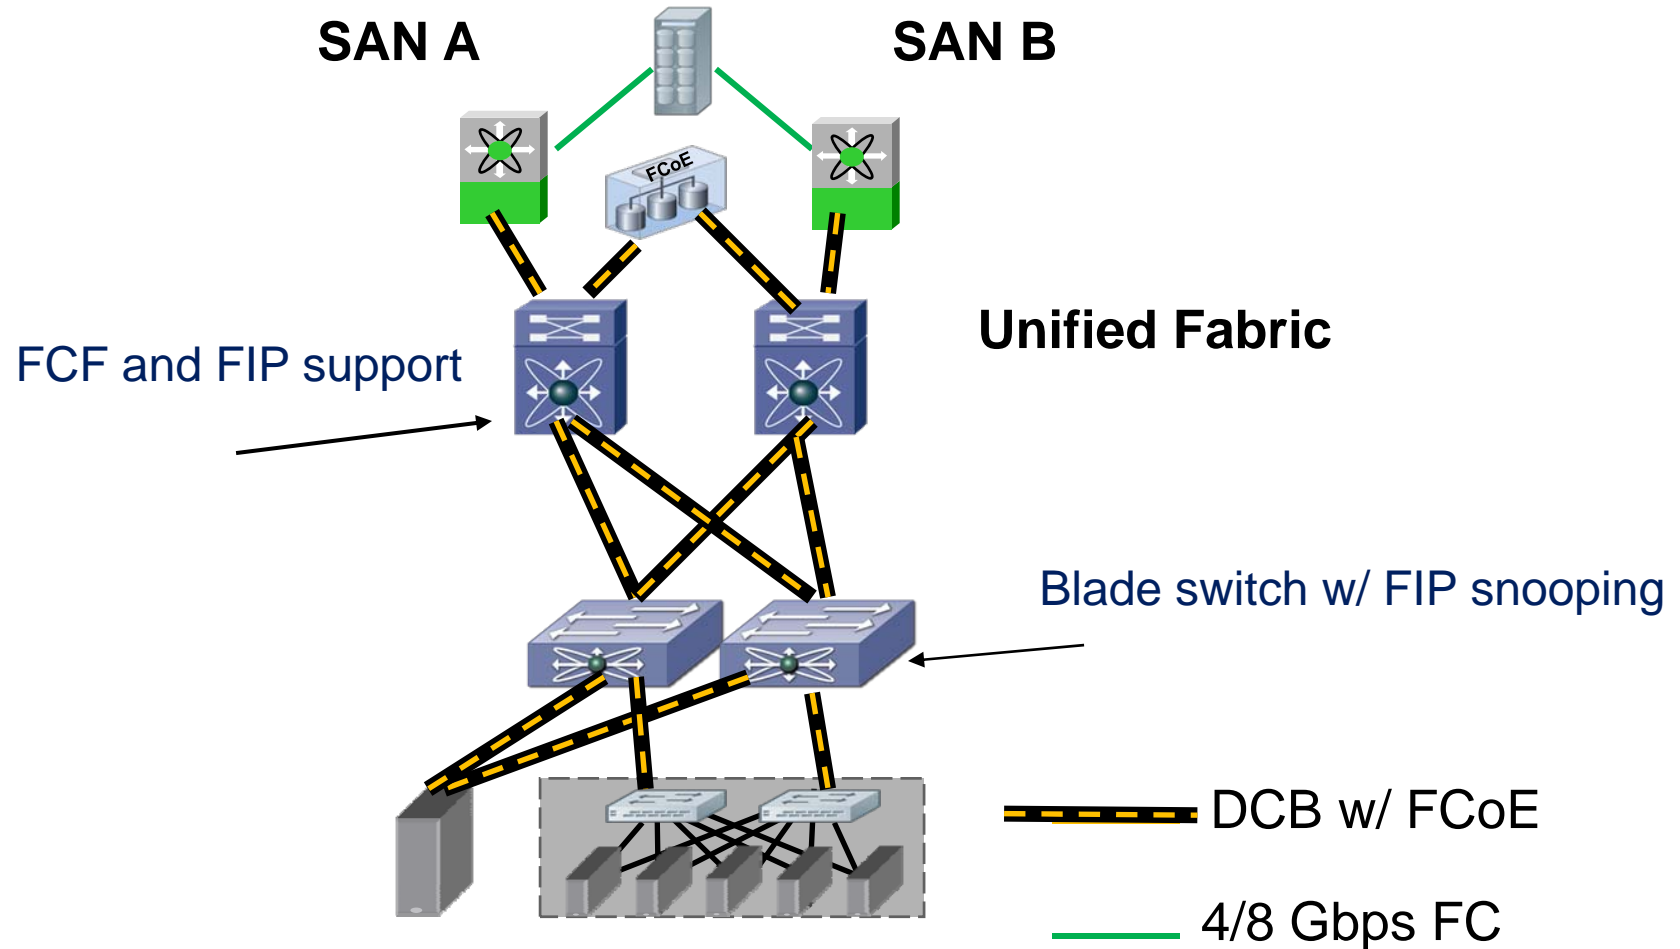 SAN A
SAN B
FCoE
Unified Fabric
FCF and FIP support
Blade switch w/ FIP snooping
DCB w/ FCoE
4/8 Gbps FC